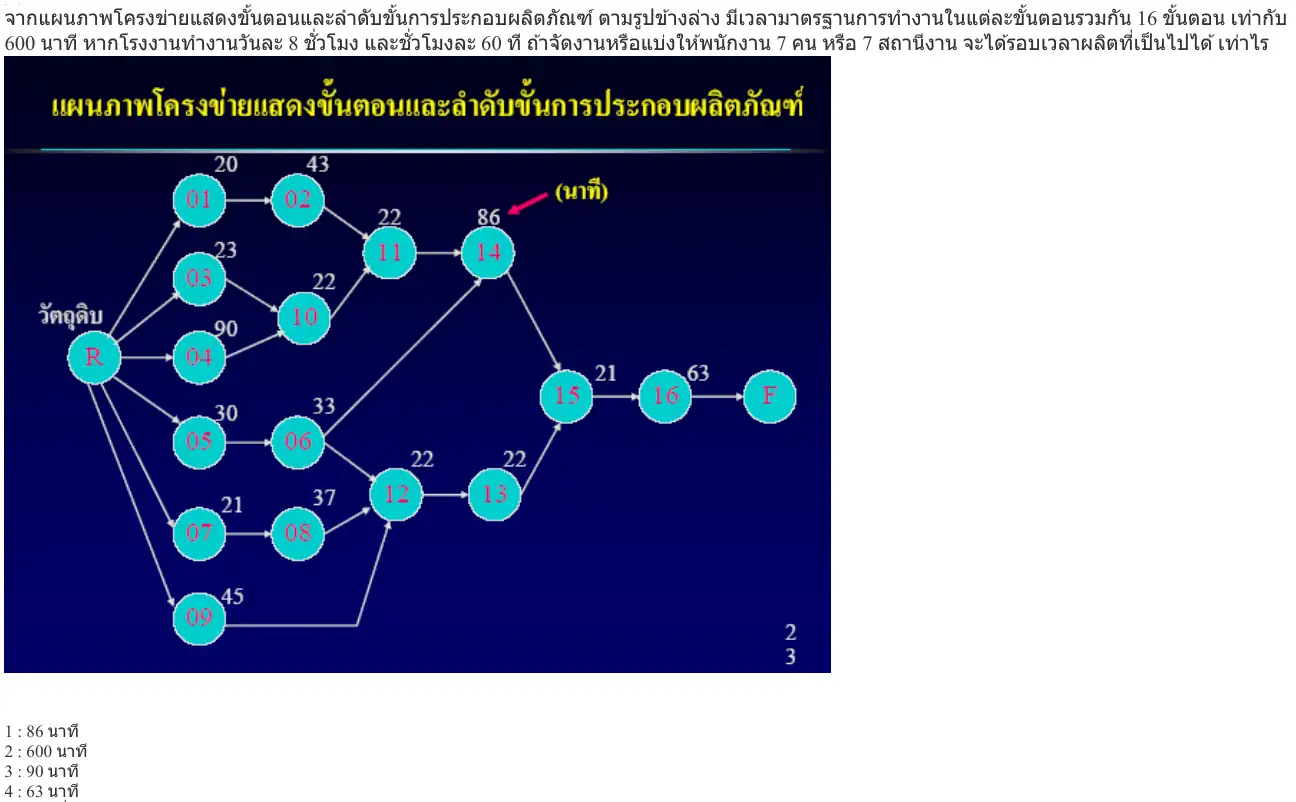 จากแผนภาพโครงข่ายแสดงขั้นตอนและลำดับขั้นการประกอบผลิตภัณฑ์ ตามรูปข้างล่าง มีเวลามาตรฐานการทำงานในแต่ละขั้นตอนรวมกัน 16 ขั้นตอน เท่ากับ
600 นาที หากโรงงานทำงานวันละ 8 ชั่วโมง และชั่วโมงละ 60 ที ถ้าจัดงานหรือแบ่งให้พนักงาน 7 คน หรือ 7 สถานีงาน จะได้รอบเวลาผลิตที่เป็นไปได้ เท่าไร
แผนภาพโครงข่ายแสดงขั้นตอนและลำดับขั้นการประกอบผลิตภัณฑ์
20 43
01 02
(นาที)
22 86
11 14
23
03
22
10
วัตถุดิบ
90
R 04
21 63
15 16 F
30 33
05 06
22 22
12 13
21 37
07 08
45
09
2
3
1 : 86 นาที
2 : 600 นาที
3 : 90 นาที
4 : 63 นาที